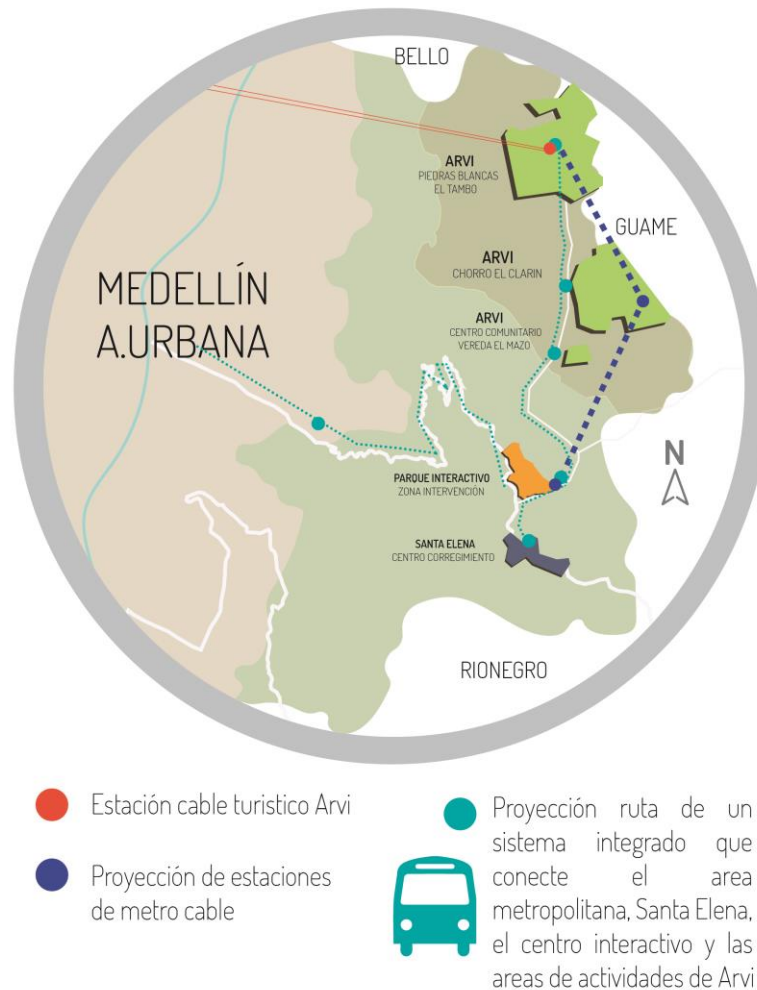 BELLO
ARVI
PIEDRAS BLANCAS
EL TAMBO
GUAME
ARVI
CHORRO EL CLARIN
MEDELLÍN
A.URBANA
ARVI
CENTRO COMUNITARIO
VEREDA EL MAZO
N
PARQUE INTERACTIVO
ZONA INTERVENCIÓN
SANTA ELENA
CENTRO CORREGIMIENTO
RIONEGRO
Estación cable turistico Arvi
Proyección de estaciones
de metro cable
Proyección ruta de un
sistema integrado que
conecte el area
metropolitana, Santa Elena,
el centro interactivo y las
areas de actividades de Arvi